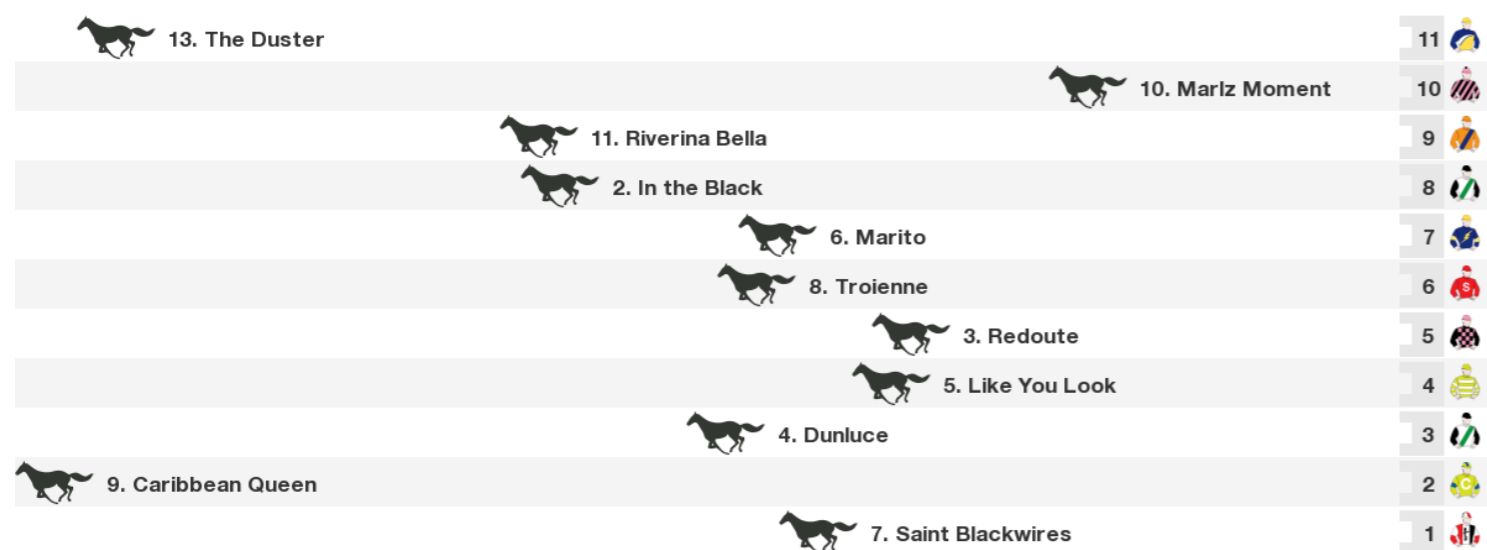 13. The Duster 11
10. Marlz Moment 10
11. Riverina Bella 9
2. In the Black 8
6. Marito 7
8. Troienne 6
S
3. Redoute 5
5. Like You Look 4
4. Dunluce 3
9. Caribbean Queen 2
C
7. Saint Blackwires 1
H